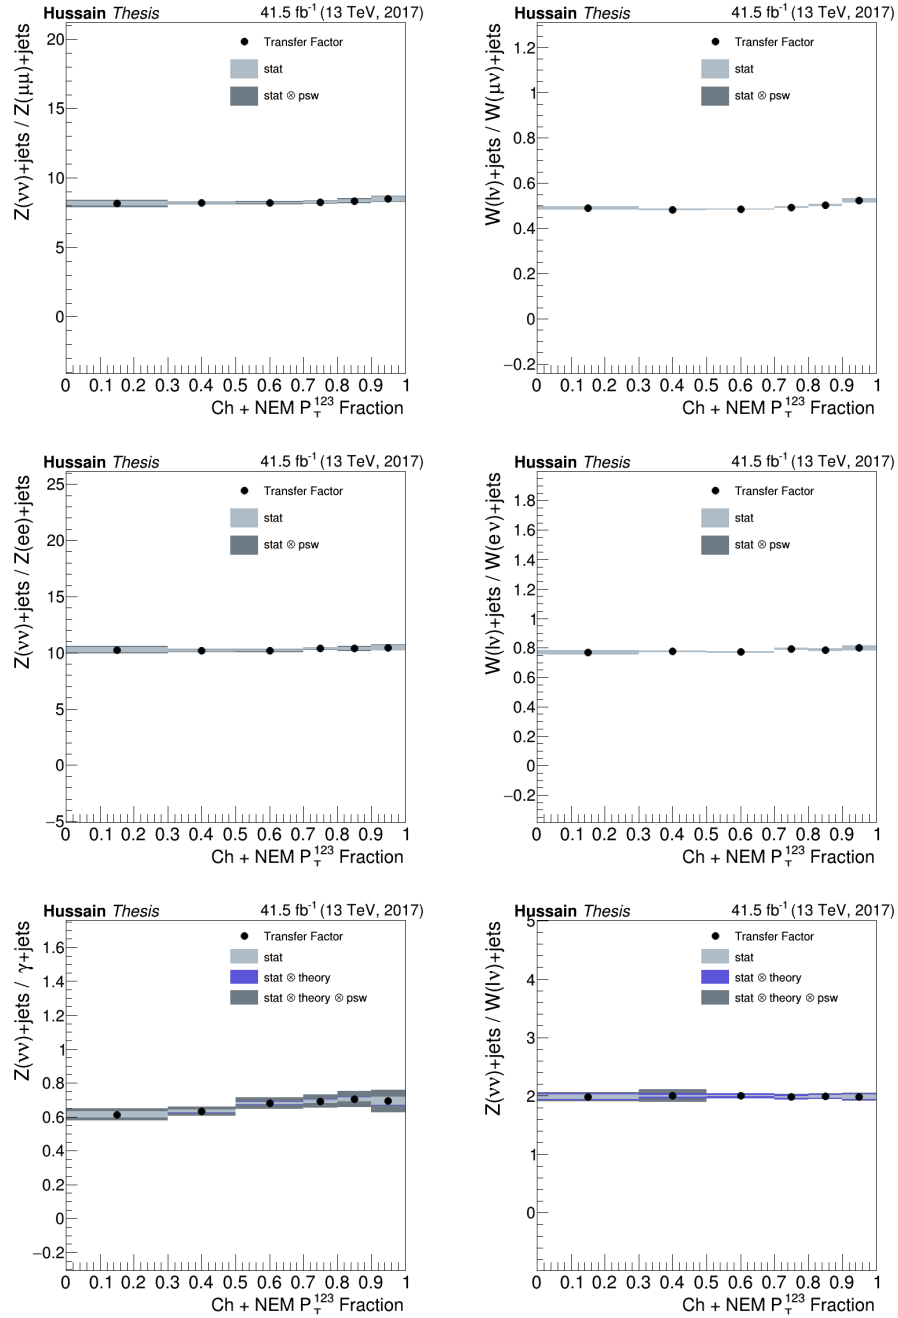 Hussain Thesis 41.5 fb⁻¹ (13 TeV, 2017)
Z(νν)+jets / Z(μμ)+jets
Transfer Factor
stat
stat ⊗ psw
20
15
10
5
0
0 0.1 0.2 0.3 0.4 0.5 0.6 0.7 0.8 0.9 1
Ch + NEM P_T^123 Fraction
Hussain Thesis 41.5 fb⁻¹ (13 TeV, 2017)
W(lν)+jets / W(μν)+jets
Transfer Factor
stat
stat ⊗ psw
1
0.8
0.6
0.4
0.2
0
−0.2
0 0.1 0.2 0.3 0.4 0.5 0.6 0.7 0.8 0.9 1
Ch + NEM P_T^123 Fraction
Hussain Thesis 41.5 fb⁻¹ (13 TeV, 2017)
Z(νν)+jets / Z(ee)+jets
Transfer Factor
stat
stat ⊗ psw
25
20
15
10
5
0
−5
0 0.1 0.2 0.3 0.4 0.5 0.6 0.7 0.8 0.9 1
Ch + NEM P_T^123 Fraction
Hussain Thesis 41.5 fb⁻¹ (13 TeV, 2017)
W(lν)+jets / W(eν)+jets
Transfer Factor
stat
stat ⊗ psw
1.8
1.6
1.4
1.2
1
0.8
0.6
0.4
0.2
0
−0.2
0 0.1 0.2 0.3 0.4 0.5 0.6 0.7 0.8 0.9 1
Ch + NEM P_T^123 Fraction
Hussain Thesis 41.5 fb⁻¹ (13 TeV, 2017)
Z(νν)+jets / γ+jets
Transfer Factor
stat
stat ⊗ theory
stat ⊗ theory ⊗ psw
1.6
1.4
1.2
1
0.8
0.6
0.4
0.2
0
−0.2
0 0.1 0.2 0.3 0.4 0.5 0.6 0.7 0.8 0.9 1
Ch + NEM P_T^123 Fraction
Hussain Thesis 41.5 fb⁻¹ (13 TeV, 2017)
Z(νν)+jets / W(lν)+jets
Transfer Factor
stat
stat ⊗ theory
stat ⊗ theory ⊗ psw
5
4
3
2
1
0
0 0.1 0.2 0.3 0.4 0.5 0.6 0.7 0.8 0.9 1
Ch + NEM P_T^123 Fraction